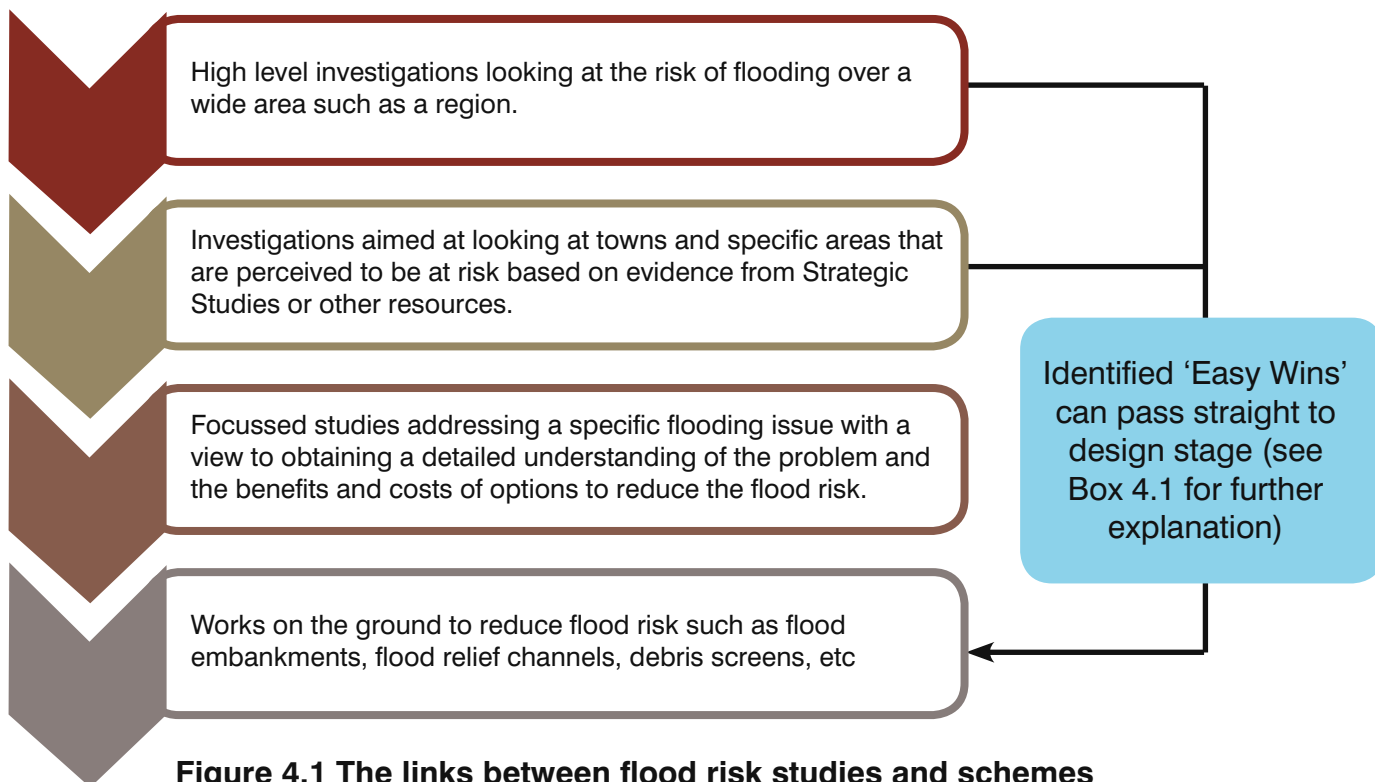 High level investigations looking at the risk of flooding over a
wide area such as a region.
Investigations aimed at looking at towns and specific areas that
are perceived to be at risk based on evidence from Strategic
Studies or other resources.
Focussed studies addressing a specific flooding issue with a
view to obtaining a detailed understanding of the problem and
the benefits and costs of options to reduce the flood risk.
Works on the ground to reduce flood risk such as flood
embankments, flood relief channels, debris screens, etc
Identified ‘Easy Wins’
can pass straight to
design stage (see
Box 4.1 for further
explanation)
Figure 4.1 The links between flood risk studies and schemes